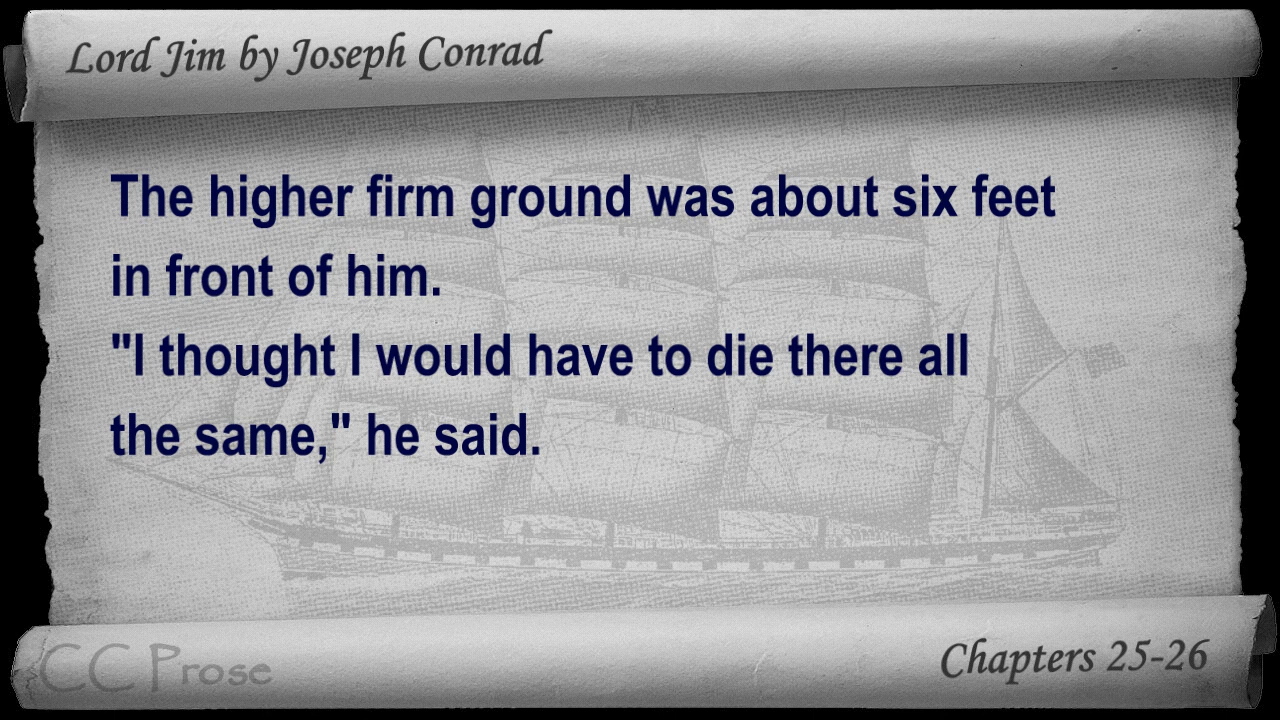 Lord Jim by Joseph Conrad
The higher firm ground was about six feet
in front of him.
"I thought I would have to die there all
the same," he said.
CC Prose
Chapters 25-26